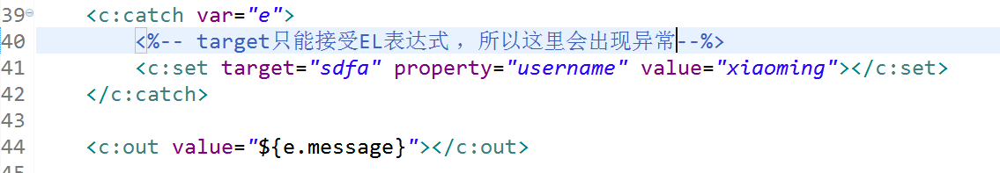 39 <c:catch var="e">
40 <%-- target只能接受EL表达式，所以这里会出现异常--%>
41 <c:set target="sdfa" property="username" value="xiaoming"></c:set>
42 </c:catch>
43
44 <c:out value="${e.message}"></c:out>